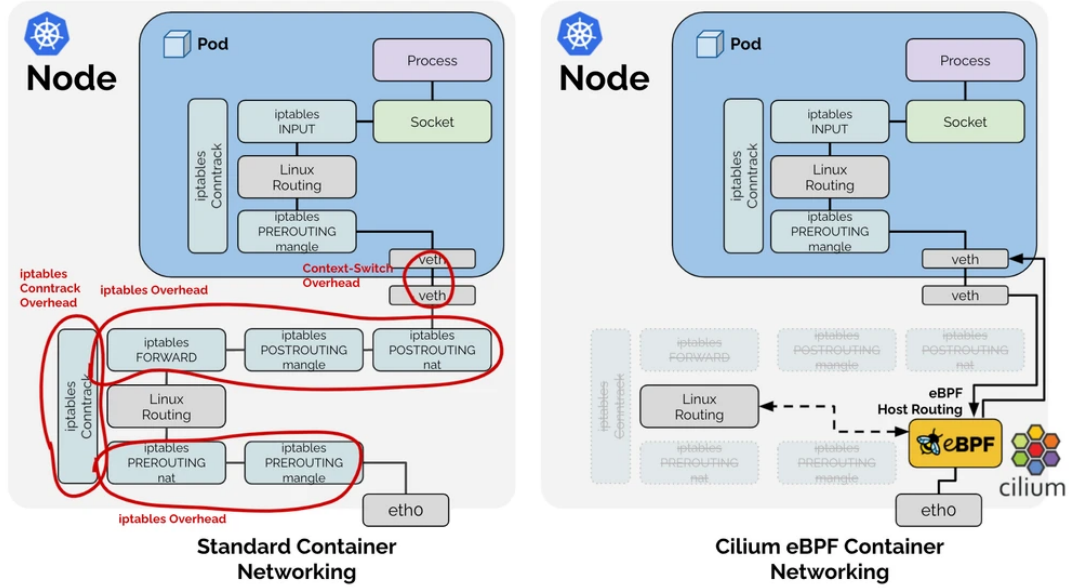 Node
Pod
Process
iptables
INPUT
Socket
iptables
Conntrack
Linux
Routing
iptables
PREROUTING
mangle
veth
Context-Switch
Overhead
veth
iptables
Conntrack
Overhead
iptables Overhead
iptables
Conntrack
iptables
FORWARD
iptables
POSTROUTING
mangle
iptables
POSTROUTING
nat
Linux
Routing
iptables
PREROUTING
nat
iptables
PREROUTING
mangle
iptables Overhead
eth0
Standard Container
Networking
Node
Pod
Process
iptables
INPUT
Socket
iptables
Conntrack
Linux
Routing
iptables
PREROUTING
mangle
veth
veth
iptables
Conntrack
iptables
FORWARD
iptables
POSTROUTING
mangle
iptables
POSTROUTING
nat
Linux
Routing
eBPF
Host Routing
eBPF
cilium
iptables
PREROUTING
nat
iptables
PREROUTING
mangle
eth0
Cilium eBPF Container
Networking